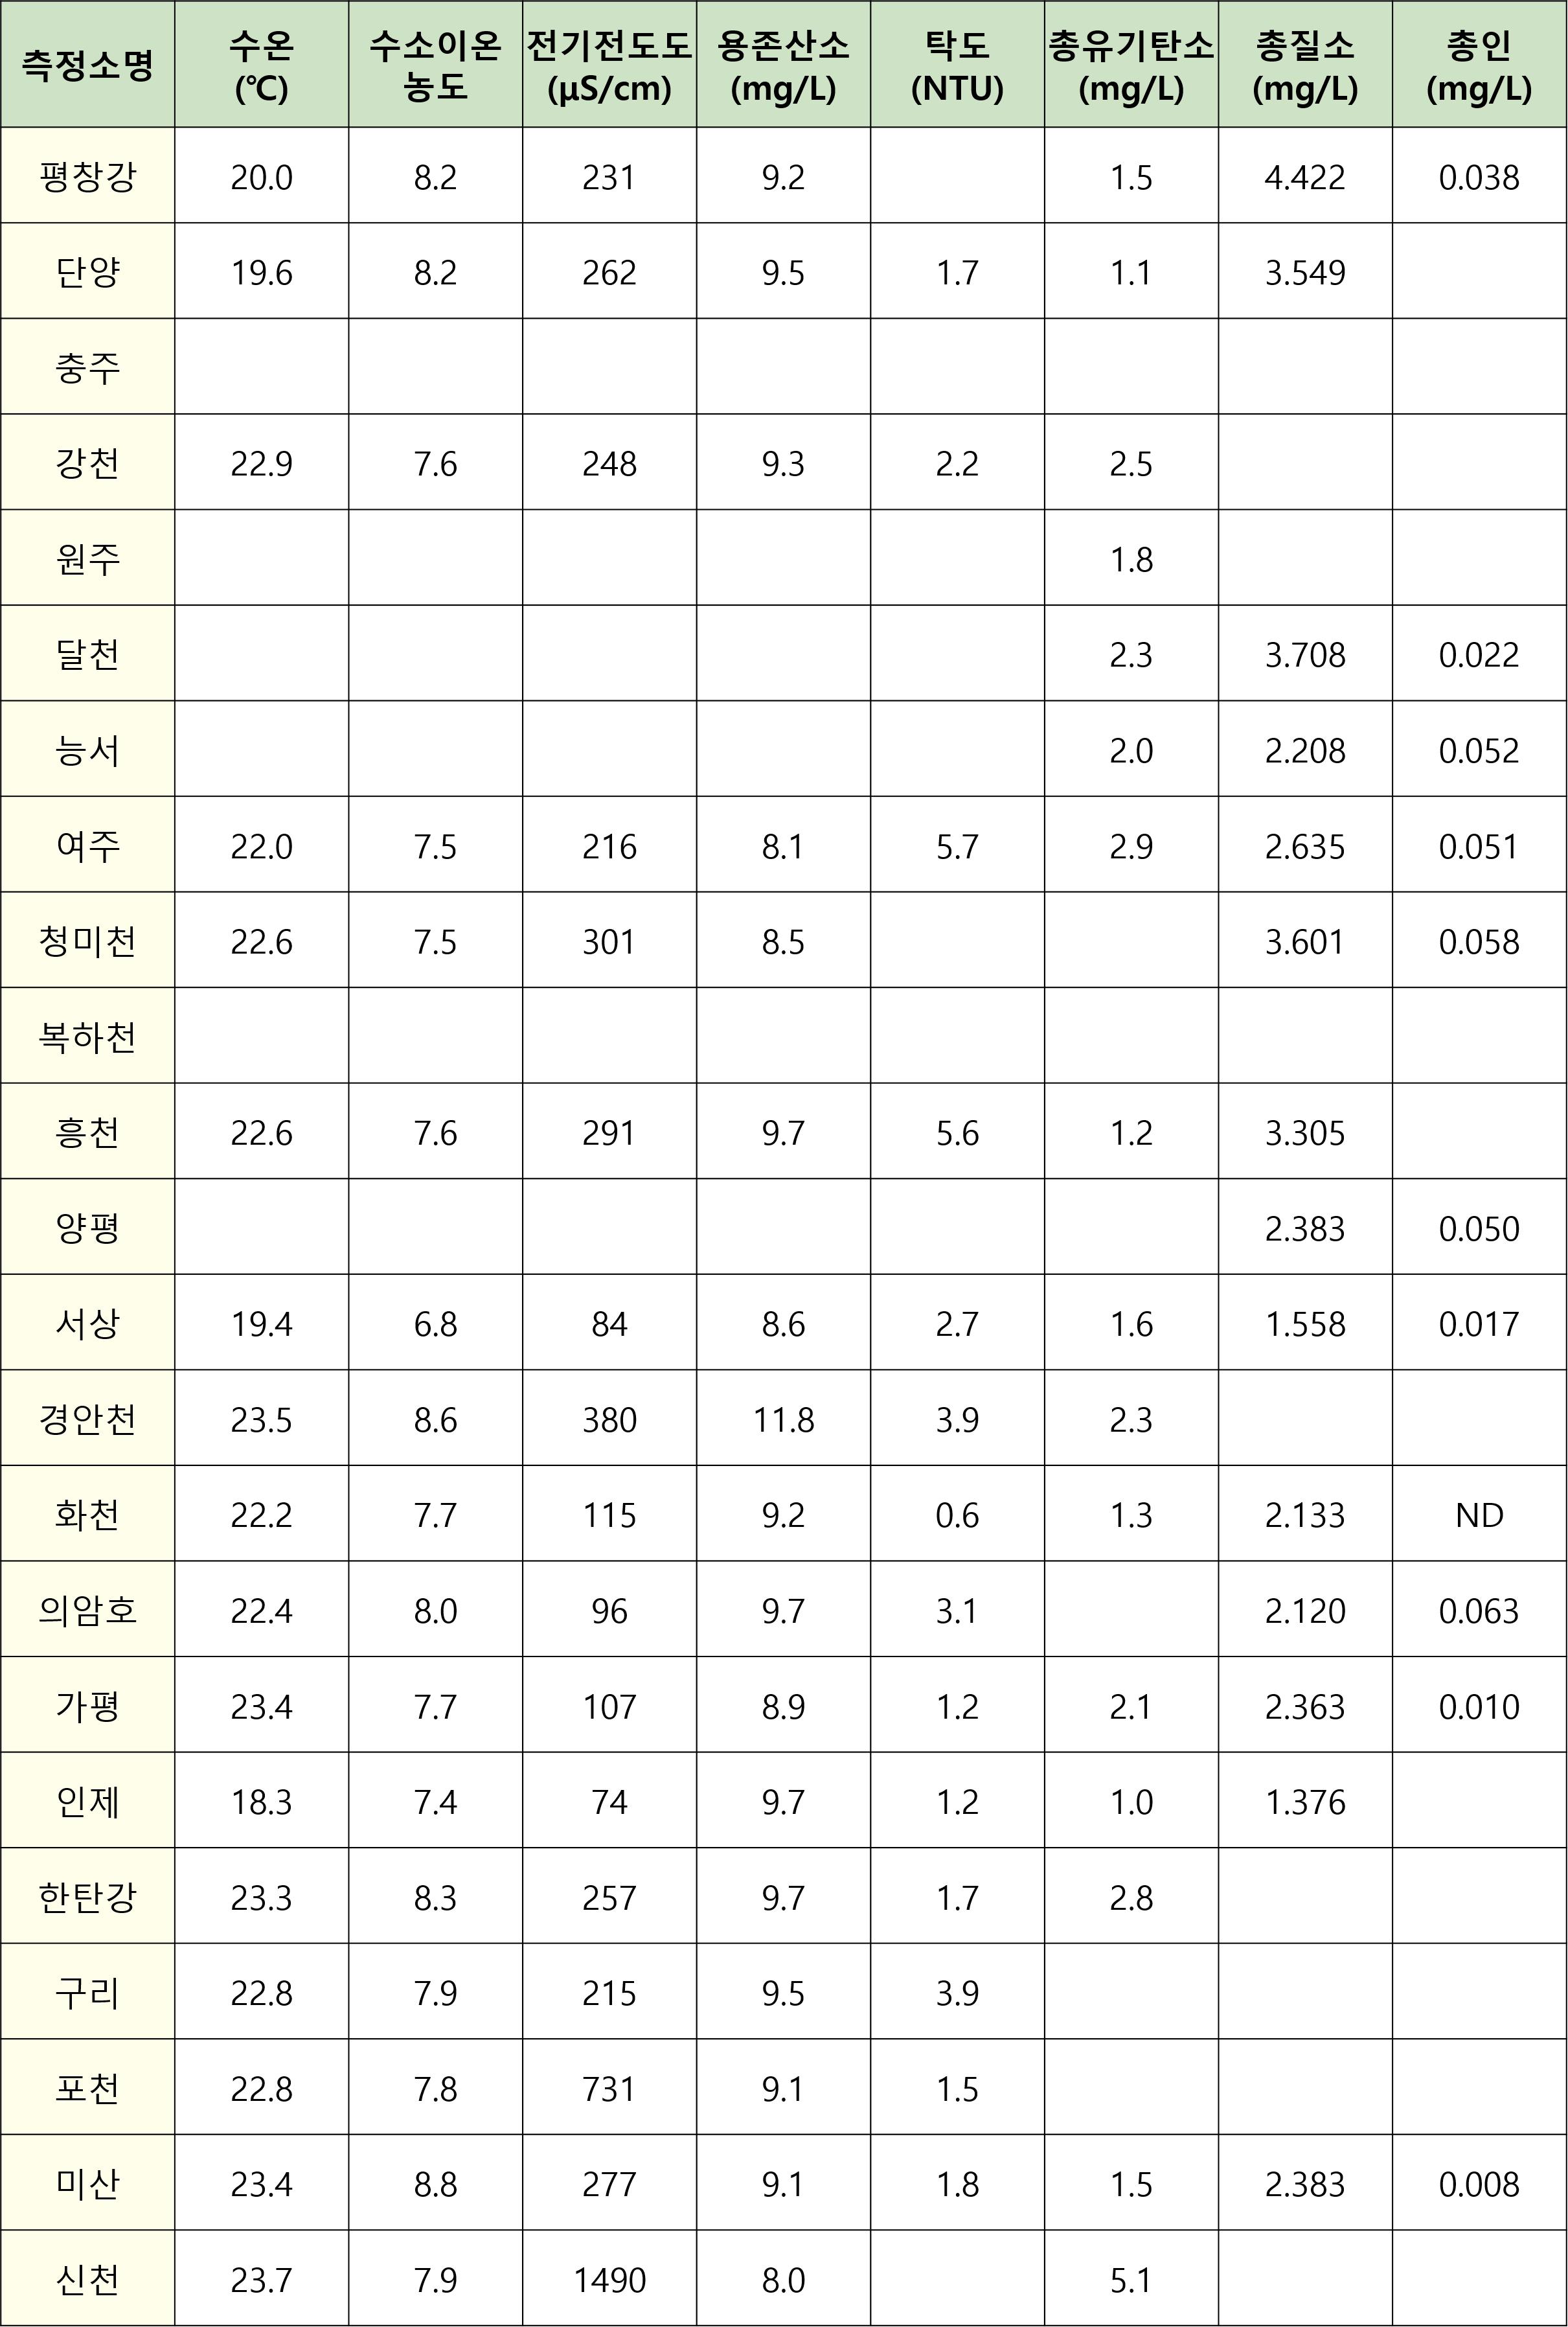 측정소명 수온 (℃) 수소이온 농도 전기전도도 (μS/cm) 용존산소 (mg/L) 탁도 (NTU) 총유기탄소 (mg/L) 총질소 (mg/L) 총인 (mg/L)
평창강 20.0 8.2 231 9.2 1.5 4.422 0.038
단양 19.6 8.2 262 9.5 1.7 1.1 3.549
충주
강천 22.9 7.6 248 9.3 2.2 2.5
원주 1.8
달천 2.3 3.708 0.022
능서 2.0 2.208 0.052
여주 22.0 7.5 216 8.1 5.7 2.9 2.635 0.051
청미천 22.6 7.5 301 8.5 3.601 0.058
복하천
흥천 22.6 7.6 291 9.7 5.6 1.2 3.305
양평 2.383 0.050
서상 19.4 6.8 84 8.6 2.7 1.6 1.558 0.017
경안천 23.5 8.6 380 11.8 3.9 2.3
화천 22.2 7.7 115 9.2 0.6 1.3 2.133 ND
의암호 22.4 8.0 96 9.7 3.1 2.120 0.063
가평 23.4 7.7 107 8.9 1.2 2.1 2.363 0.010
인제 18.3 7.4 74 9.7 1.2 1.0 1.376
한탄강 23.3 8.3 257 9.7 1.7 2.8
구리 22.8 7.9 215 9.5 3.9
포천 22.8 7.8 731 9.1 1.5
미산 23.4 8.8 277 9.1 1.8 1.5 2.383 0.008
신천 23.7 7.9 1490 8.0 5.1